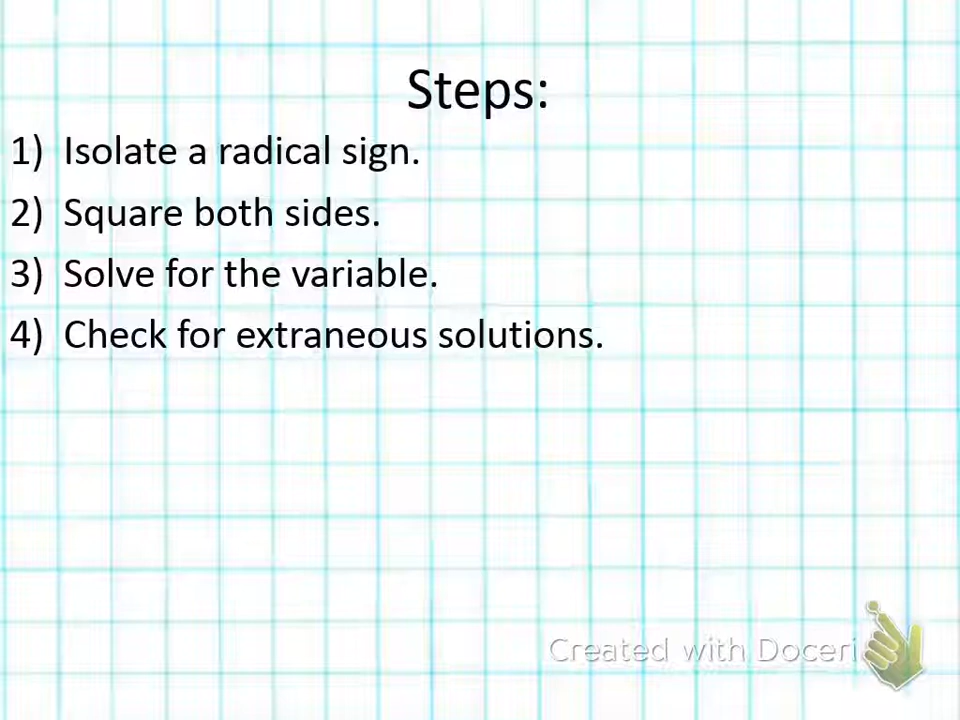 Steps:
1) Isolate a radical sign.
2) Square both sides.
3) Solve for the variable.
4) Check for extraneous solutions.
Created with Doceri